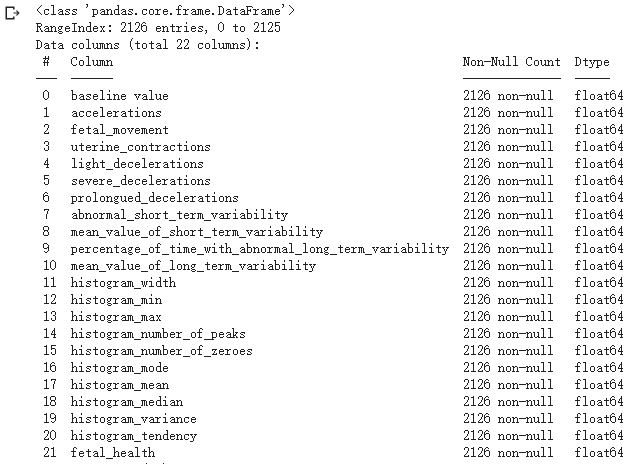 <class 'pandas.core.frame.DataFrame'>
RangeIndex: 2126 entries, 0 to 2125
Data columns (total 22 columns):
 #   Column                                                  Non-Null Count  Dtype
---  ------                                                  --------------  -----
 0   baseline value                                          2126 non-null   float64
 1   accelerations                                           2126 non-null   float64
 2   fetal_movement                                          2126 non-null   float64
 3   uterine_contractions                                    2126 non-null   float64
 4   light_decelerations                                     2126 non-null   float64
 5   severe_decelerations                                    2126 non-null   float64
 6   prolongued_decelerations                                2126 non-null   float64
 7   abnormal_short_term_variability                         2126 non-null   float64
 8   mean_value_of_short_term_variability                    2126 non-null   float64
 9   percentage_of_time_with_abnormal_long_term_variability  2126 non-null   float64
 10  mean_value_of_long_term_variability                     2126 non-null   float64
 11  histogram_width                                         2126 non-null   float64
 12  histogram_min                                           2126 non-null   float64
 13  histogram_max                                           2126 non-null   float64
 14  histogram_number_of_peaks                               2126 non-null   float64
 15  histogram_number_of_zeroes                              2126 non-null   float64
 16  histogram_mode                                          2126 non-null   float64
 17  histogram_mean                                          2126 non-null   float64
 18  histogram_median                                        2126 non-null   float64
 19  histogram_variance                                      2126 non-null   float64
 20  histogram_tendency                                      2126 non-null   float64
 21  fetal_health                                            2126 non-null   float64